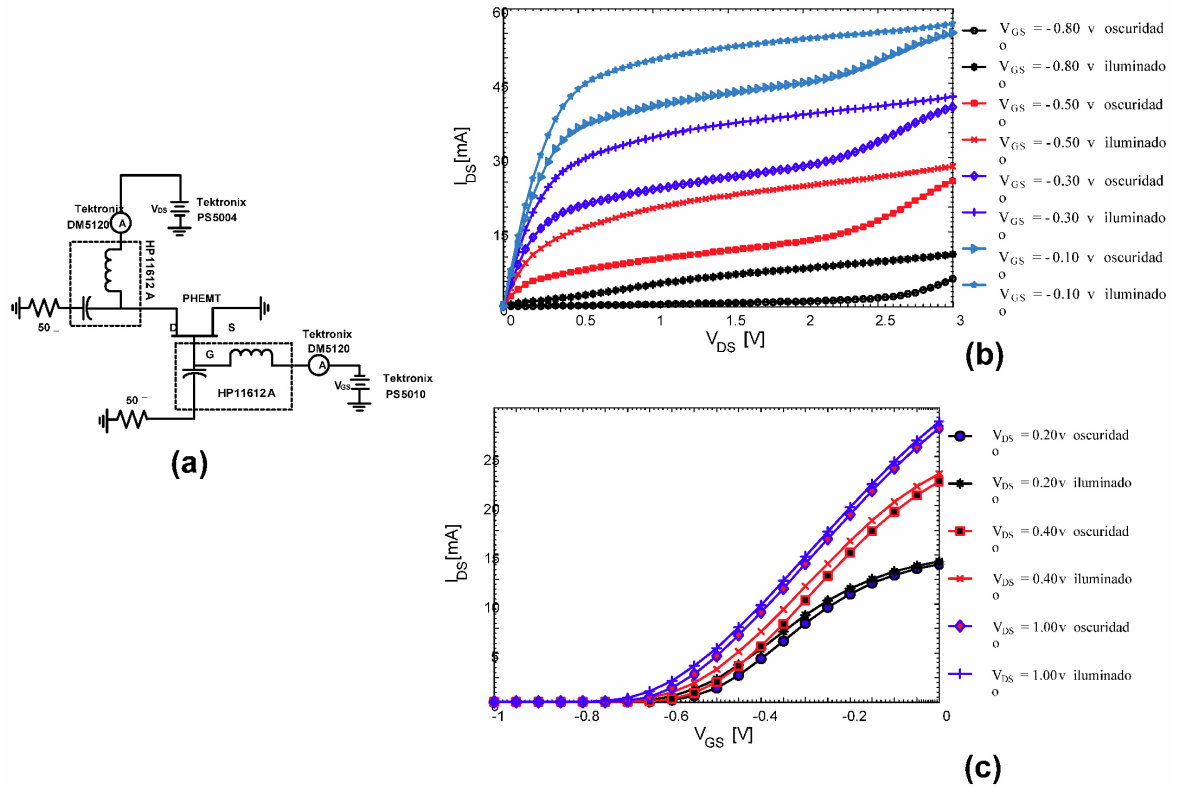 Tektronix
DM5120
A
VDS
Tektronix
PS5004
HP11612 A
50 –
PHEMT
D
S
G
Tektronix
DM5120
A
HP11612 A
VGS
Tektronix
PS5010
50 –
(a)
60
45
30
15
0
IDS [mA]
0
0.5
1
1.5
2
2.5
3
VDS [V]
VGS = -0.80 v oscuridad
o
VGS = -0.80 v iluminado
o
VGS = -0.50 v oscuridad
o
VGS = -0.50 v iluminado
o
VGS = -0.30 v oscuridad
o
VGS = -0.30 v iluminado
o
VGS = -0.10 v oscuridad
o
VGS = -0.10 v iluminado
o
(b)
25
20
15
10
5
0
IDS [mA]
-1
-0.8
-0.6
-0.4
-0.2
0
VGS [V]
VDS = 0.20v oscuridad
o
VDS = 0.20v iluminado
o
VDS = 0.40v oscuridad
o
VDS = 0.40v iluminado
o
VDS = 1.00v oscuridad
o
VDS = 1.00v iluminado
o
(c)